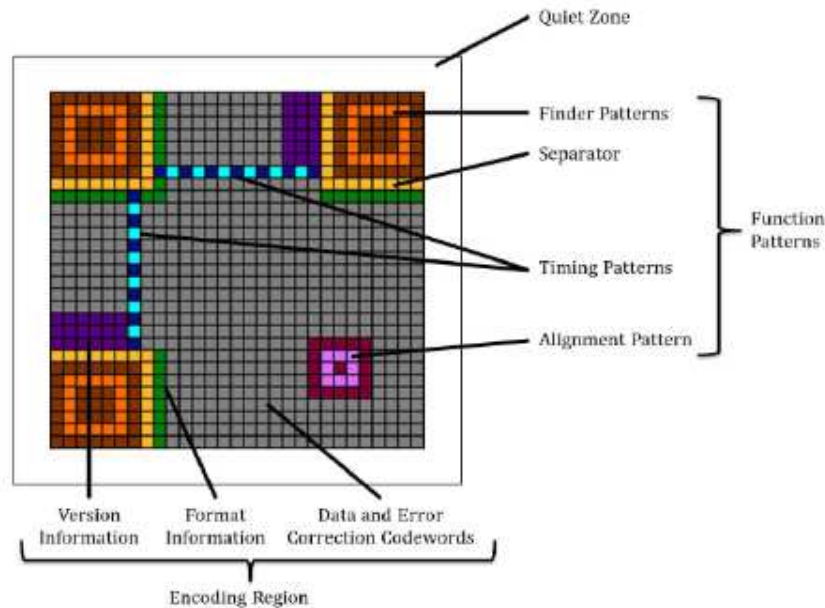 Quiet Zone
Finder Patterns
Separator
Function
Patterns
Timing Patterns
Alignment Pattern
Version
Information
Format
Information
Data and Error
Correction Codewords
Encoding Region